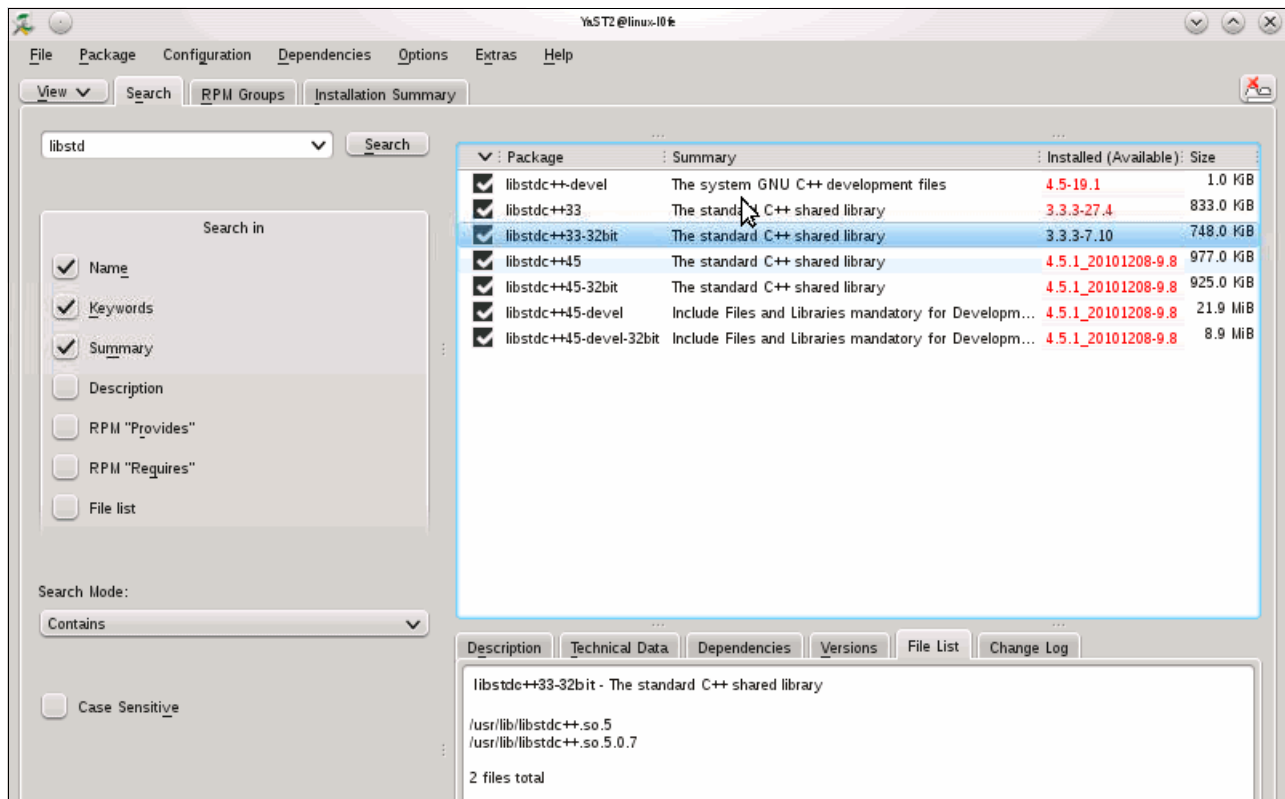 YaST2@linux-l0fe
File Package Configuration Dependencies Options Extras Help
View Search RPM Groups Installation Summary
libstd Search
Search in
Name
Keywords
Summary
Description
RPM "Provides"
RPM "Requires"
File list
Search Mode:
Contains
Case Sensitive
Package Summary Installed (Available) Size
libstdc++-devel The system GNU C++ development files 4.5-19.1 1.0 KiB
libstdc++33 The standard C++ shared library 3.3.3-27.4 833.0 KiB
libstdc++33-32bit The standard C++ shared library 3.3.3-7.10 748.0 KiB
libstdc++45 The standard C++ shared library 4.5.1_20101208-9.8 977.0 KiB
libstdc++45-32bit The standard C++ shared library 4.5.1_20101208-9.8 925.0 KiB
libstdc++45-devel Include Files and Libraries mandatory for Developm... 4.5.1_20101208-9.8 21.9 MiB
libstdc++45-devel-32bit Include Files and Libraries mandatory for Developm... 4.5.1_20101208-9.8 8.9 MiB
Description Technical Data Dependencies Versions File List Change Log
libstdc++33-32bit - The standard C++ shared library
/usr/lib/libstdc++.so.5
/usr/lib/libstdc++.so.5.0.7
2 files total